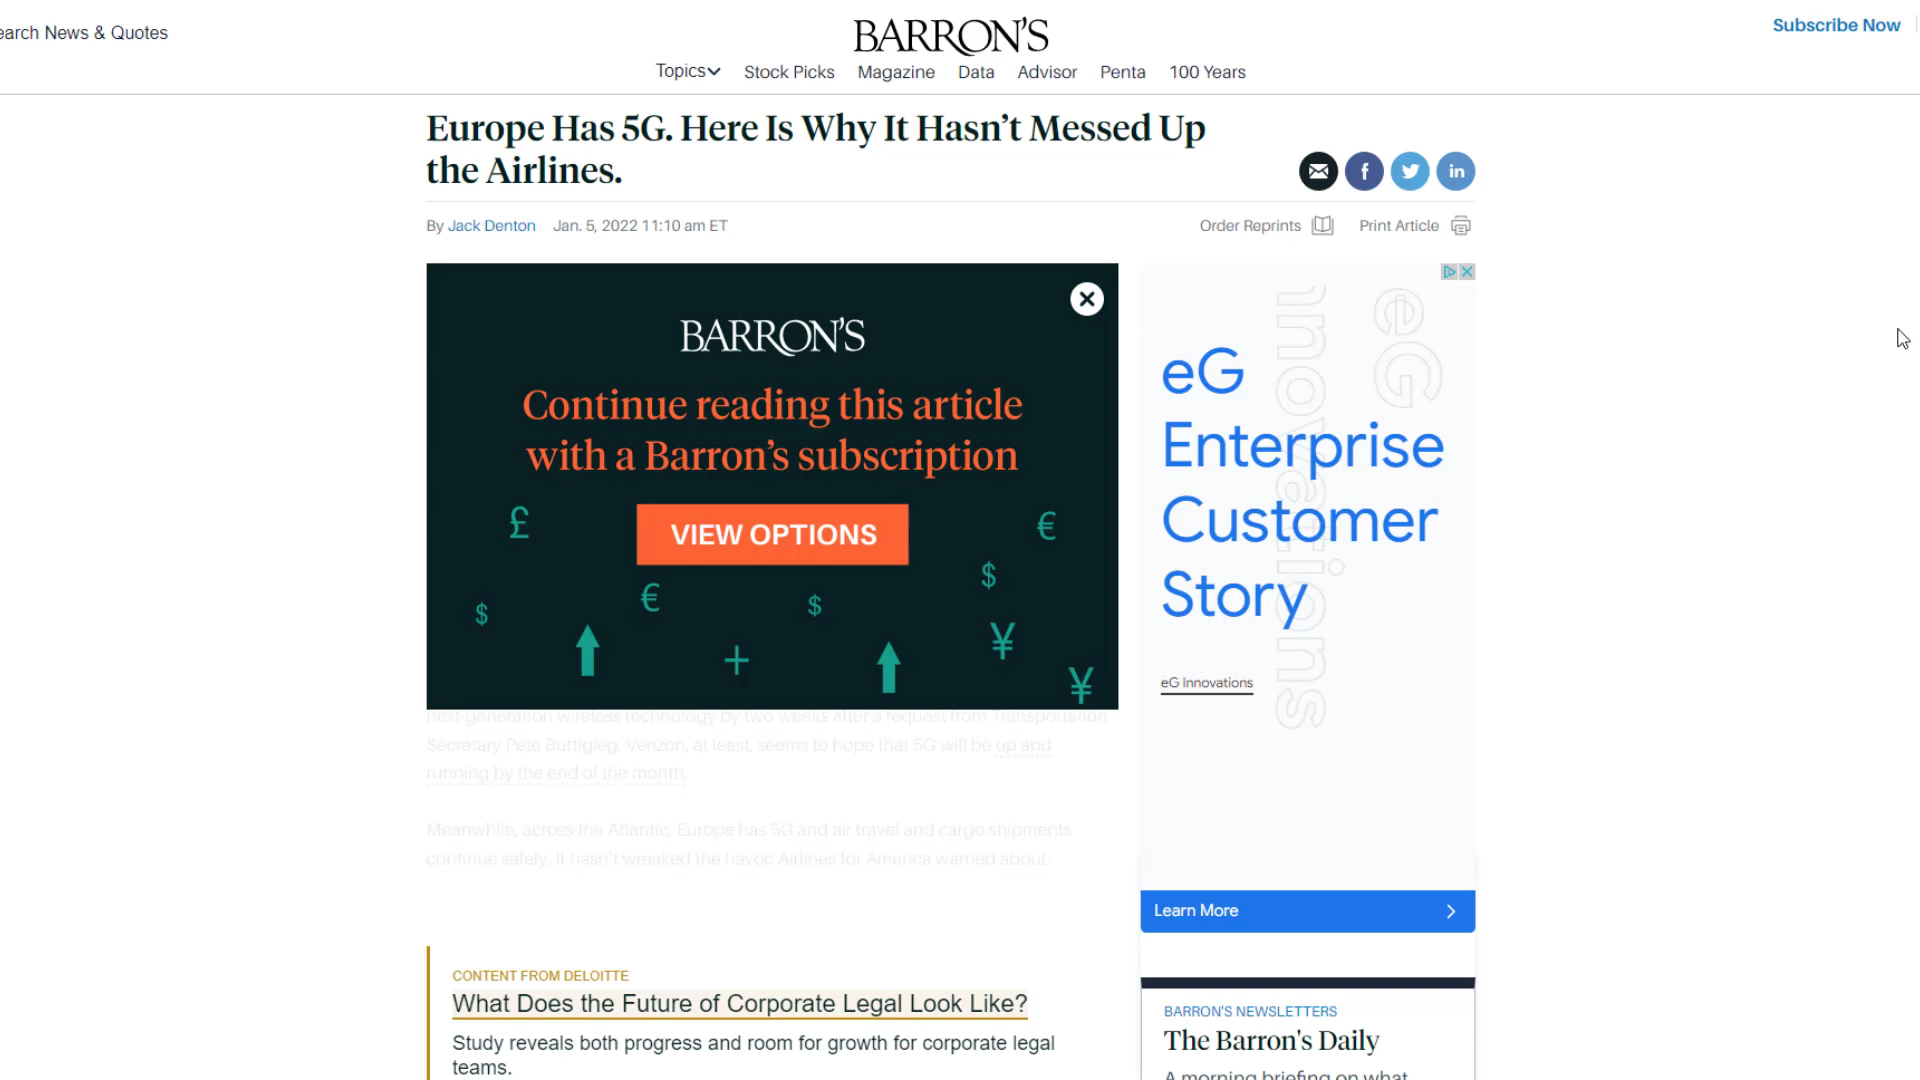 earch News & Quotes
BARRON'S
Subscribe Now
Topics Stock Picks Magazine Data Advisor Penta 100 Years
Europe Has 5G. Here Is Why It Hasn't Messed Up
the Airlines.
By Jack Denton Jan. 5, 2022 11:10 am ET
Order Reprints Print Article
BARRON'S
Continue reading this article
with a Barron's subscription
VIEW OPTIONS
next-generation wireless technology by two weeks after a request from Transportation
Secretary Pete Buttigieg. Verizon, at least, seems to hope that 5G will be up and
running by the end of the month.
Meanwhile, across the Atlantic, Europe has 5G and air travel and cargo shipments
continue safely. It hasn't wreaked the havoc Airlines for America warned about.
CONTENT FROM DELOITTE
What Does the Future of Corporate Legal Look Like?
Study reveals both progress and room for growth for corporate legal
teams.
eG Innovations
eG
Enterprise
Customer
Story
eG Innovations
Learn More
BARRON'S NEWSLETTERS
The Barron's Daily
A morning briefing on what